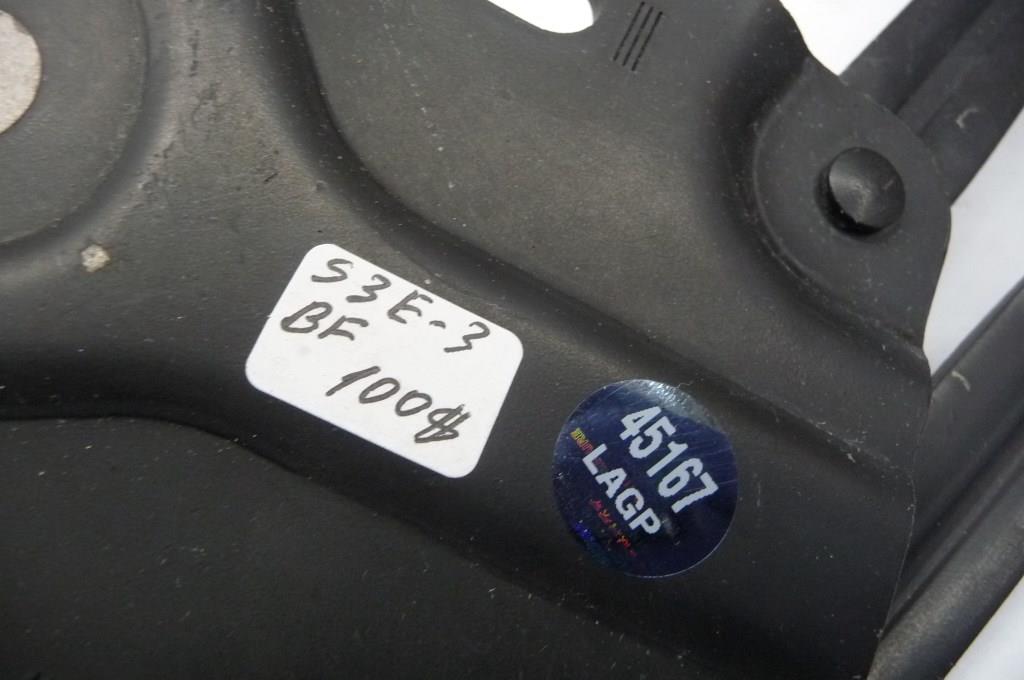 S3E-3
BF
100$
45167
LAGP